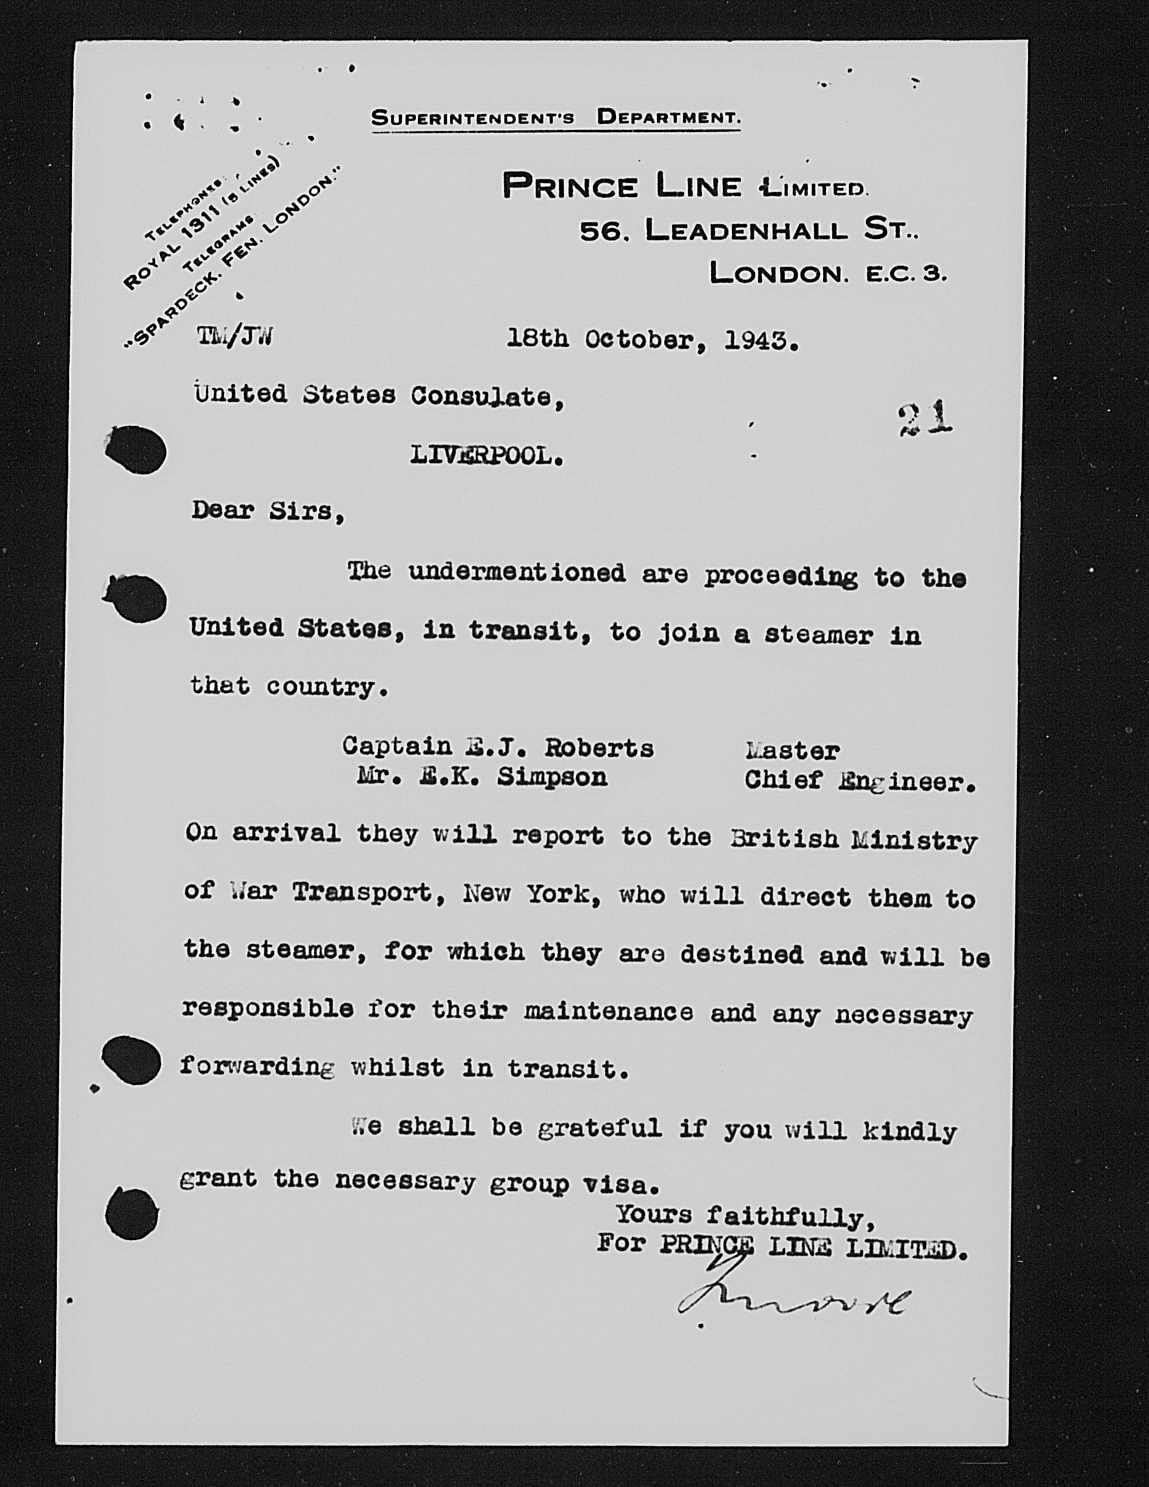 SUPERINTENDENT'S DEPARTMENT.
TELEPHONES
ROYAL 1311 (5 LINES)
TELEGRAMS
"SPARDECK. FEN. LONDON."
PRINCE LINE LIMITED.
56. LEADENHALL ST..
LONDON. E.C. 3.
TM/JW 18th October, 1943.
United States Consulate,
21
LIVERPOOL.
Dear Sirs,
The undermentioned are proceeding to the
United States, in transit, to join a steamer in
that country.
Captain E.J. Roberts Master
Mr. E.K. Simpson Chief Engineer.
On arrival they will report to the British Ministry
of War Transport, New York, who will direct them to
the steamer, for which they are destined and will be
responsible for their maintenance and any necessary
forwarding whilst in transit.
We shall be grateful if you will kindly
grant the necessary group visa.
Yours faithfully,
For PRINCE LINE LIMITED.